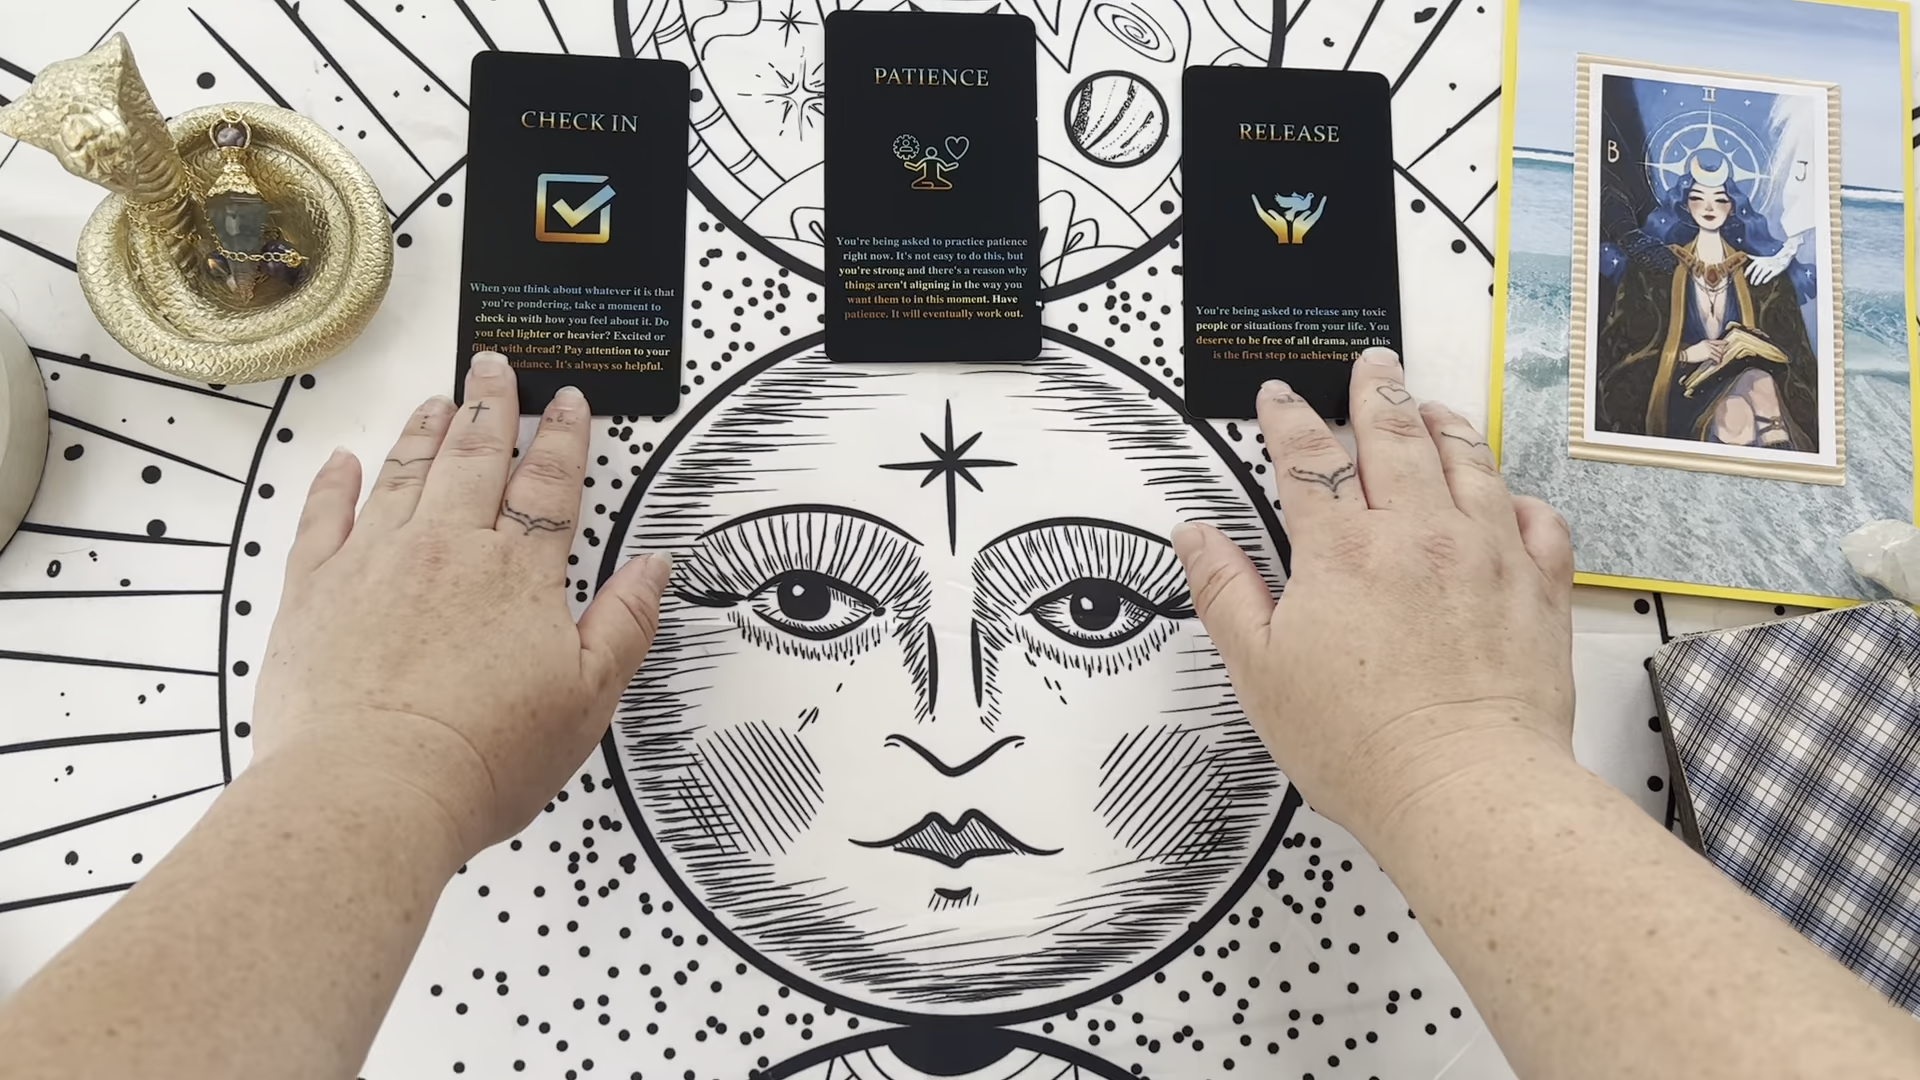 CHECK IN
When you think about whatever it is that
you're pondering, take a moment to
check in with how you feel about it. Do
you feel lighter or heavier? Excited or
filled with dread? Pay attention to your
It's always so helpful.
PATIENCE
You're being asked to practice patience
right now. It's not easy to do this, but
you're strong and there's a reason why
things aren't aligning in the way you
want them to in this moment. Have
patience. It will eventually work out.
RELEASE
You're being asked to release any toxic
people or situations from your life. You
deserve to be free of all drama, and this
is the first step to achieving
II
B
J